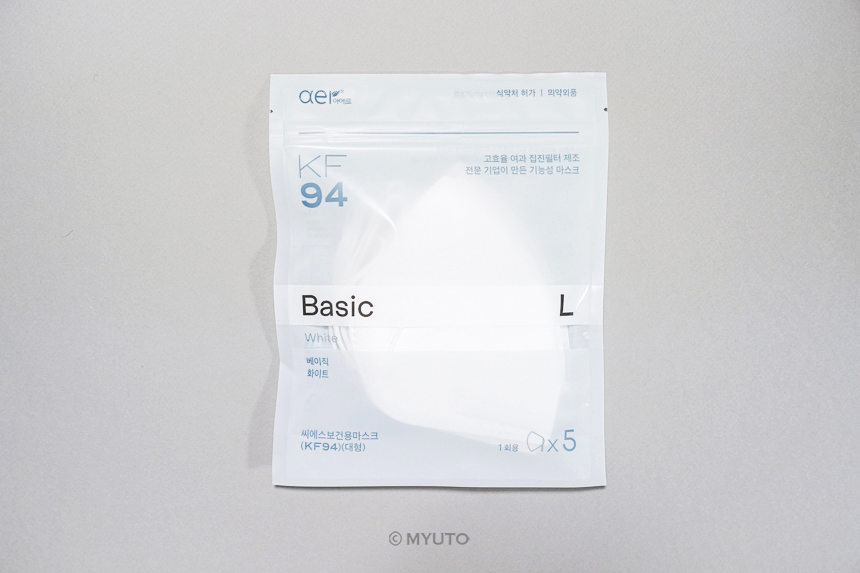 aer 아에르
식약처 허가 | 의약외품
KF
94
고효율 여과 집진필터 제조
전문 기업이 만든 기능성 마스크
Basic
L
White
베이직
화이트
씨에스보건용마스크
(KF94)(대형)
1회용
x 5
© MYUTO